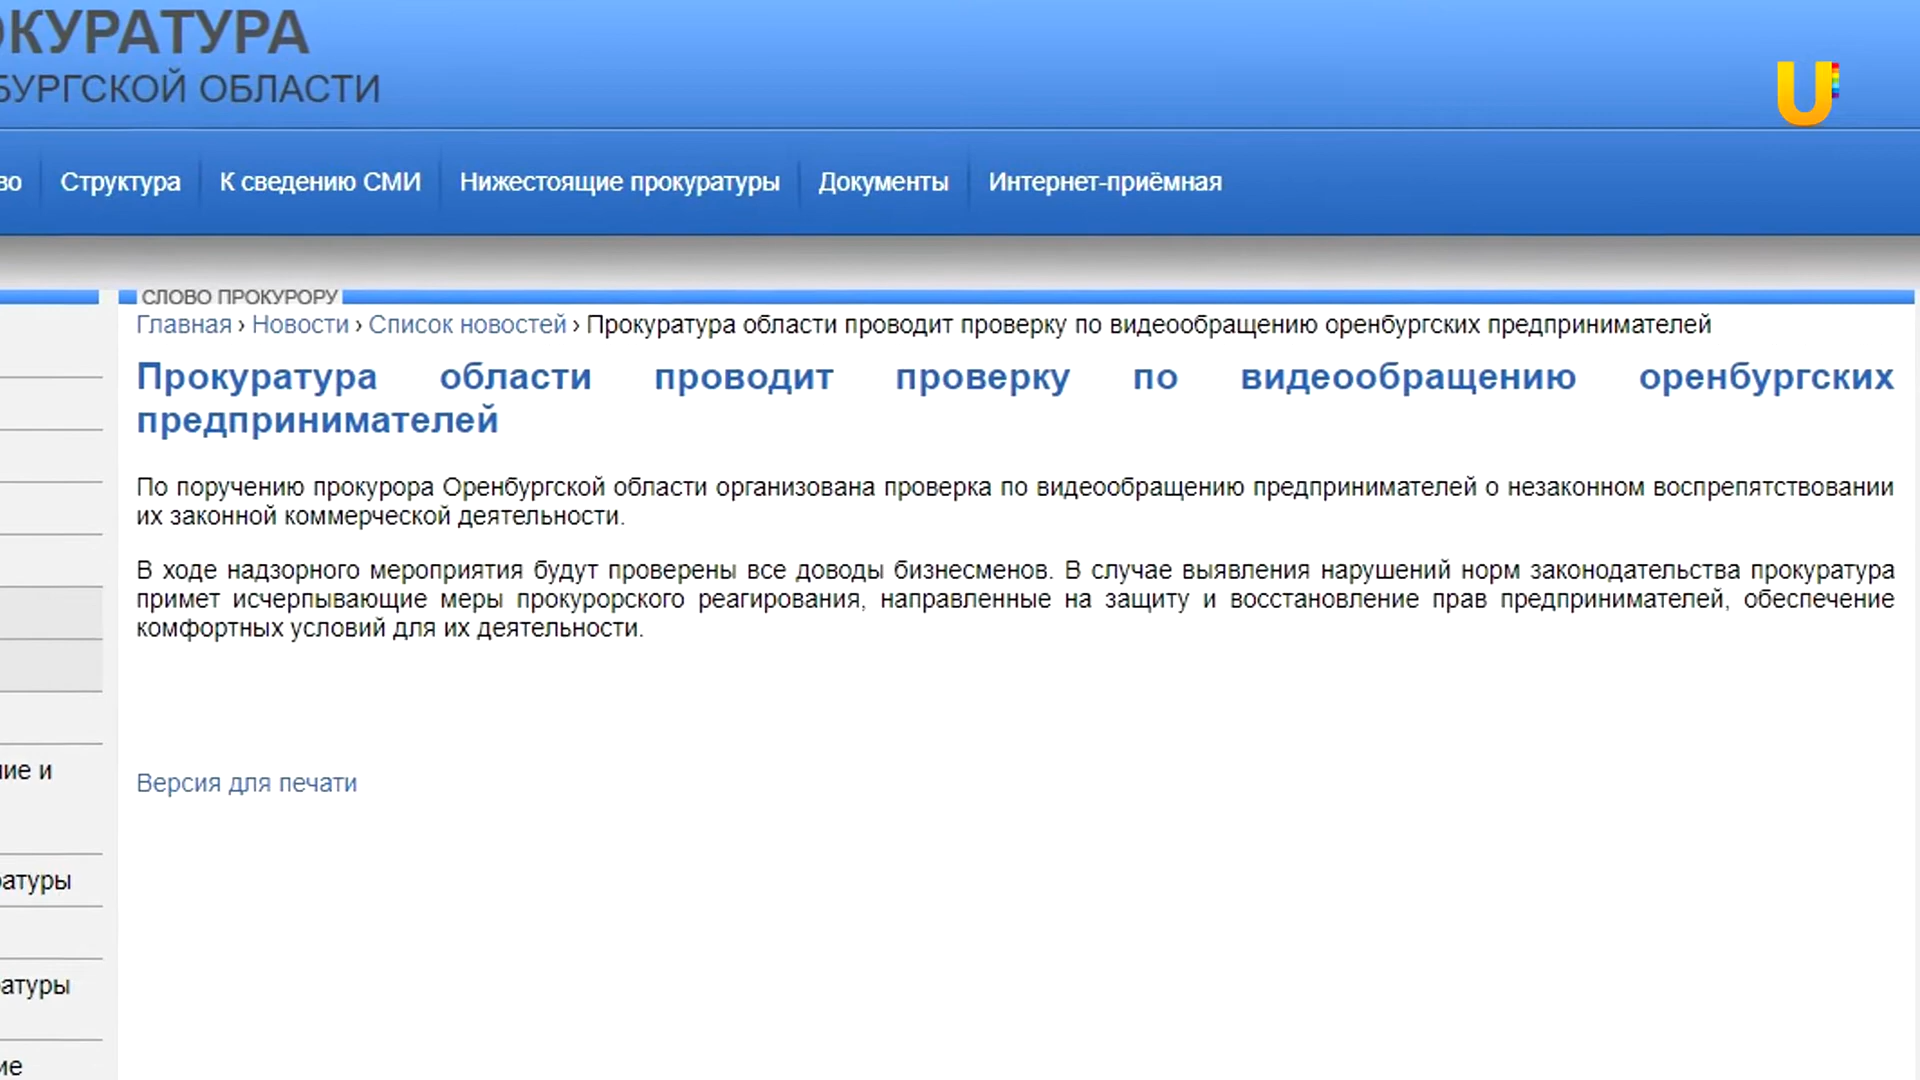 ОКУРАТУРА
БУРГСКОЙ ОБЛАСТИ
U
во Структура К сведению СМИ Нижестоящие прокуратуры Документы Интернет-приёмная
СЛОВО ПРОКУРОРУ
Главная › Новости › Список новостей › Прокуратура области проводит проверку по видеообращению оренбургских предпринимателей
Прокуратура области проводит проверку по видеообращению оренбургских
предпринимателей
По поручению прокурора Оренбургской области организована проверка по видеообращению предпринимателей о незаконном воспрепятствовании
их законной коммерческой деятельности.
В ходе надзорного мероприятия будут проверены все доводы бизнесменов. В случае выявления нарушений норм законодательства прокуратура
примет исчерпывающие меры прокурорского реагирования, направленные на защиту и восстановление прав предпринимателей, обеспечение
комфортных условий для их деятельности.
ние и
Версия для печати
ратуры
ратуры
ие